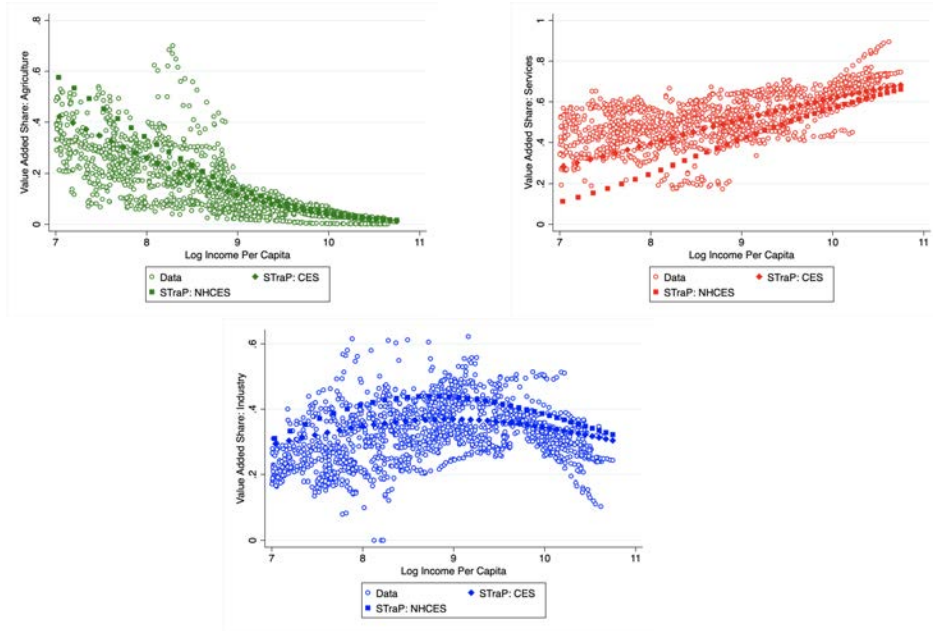 Value Added Share: Agriculture
.8
.6
.4
.2
0
7 8 9 10 11
Log Income Per Capita
Data STraP: CES
STraP: NHCES
Value Added Share: Services
1
.8
.6
.4
.2
0
7 8 9 10 11
Log Income Per Capita
Data STraP: CES
STraP: NHCES
Value Added Share: Industry
.6
.4
.2
0
7 8 9 10 11
Log Income Per Capita
Data STraP: CES
STraP: NHCES